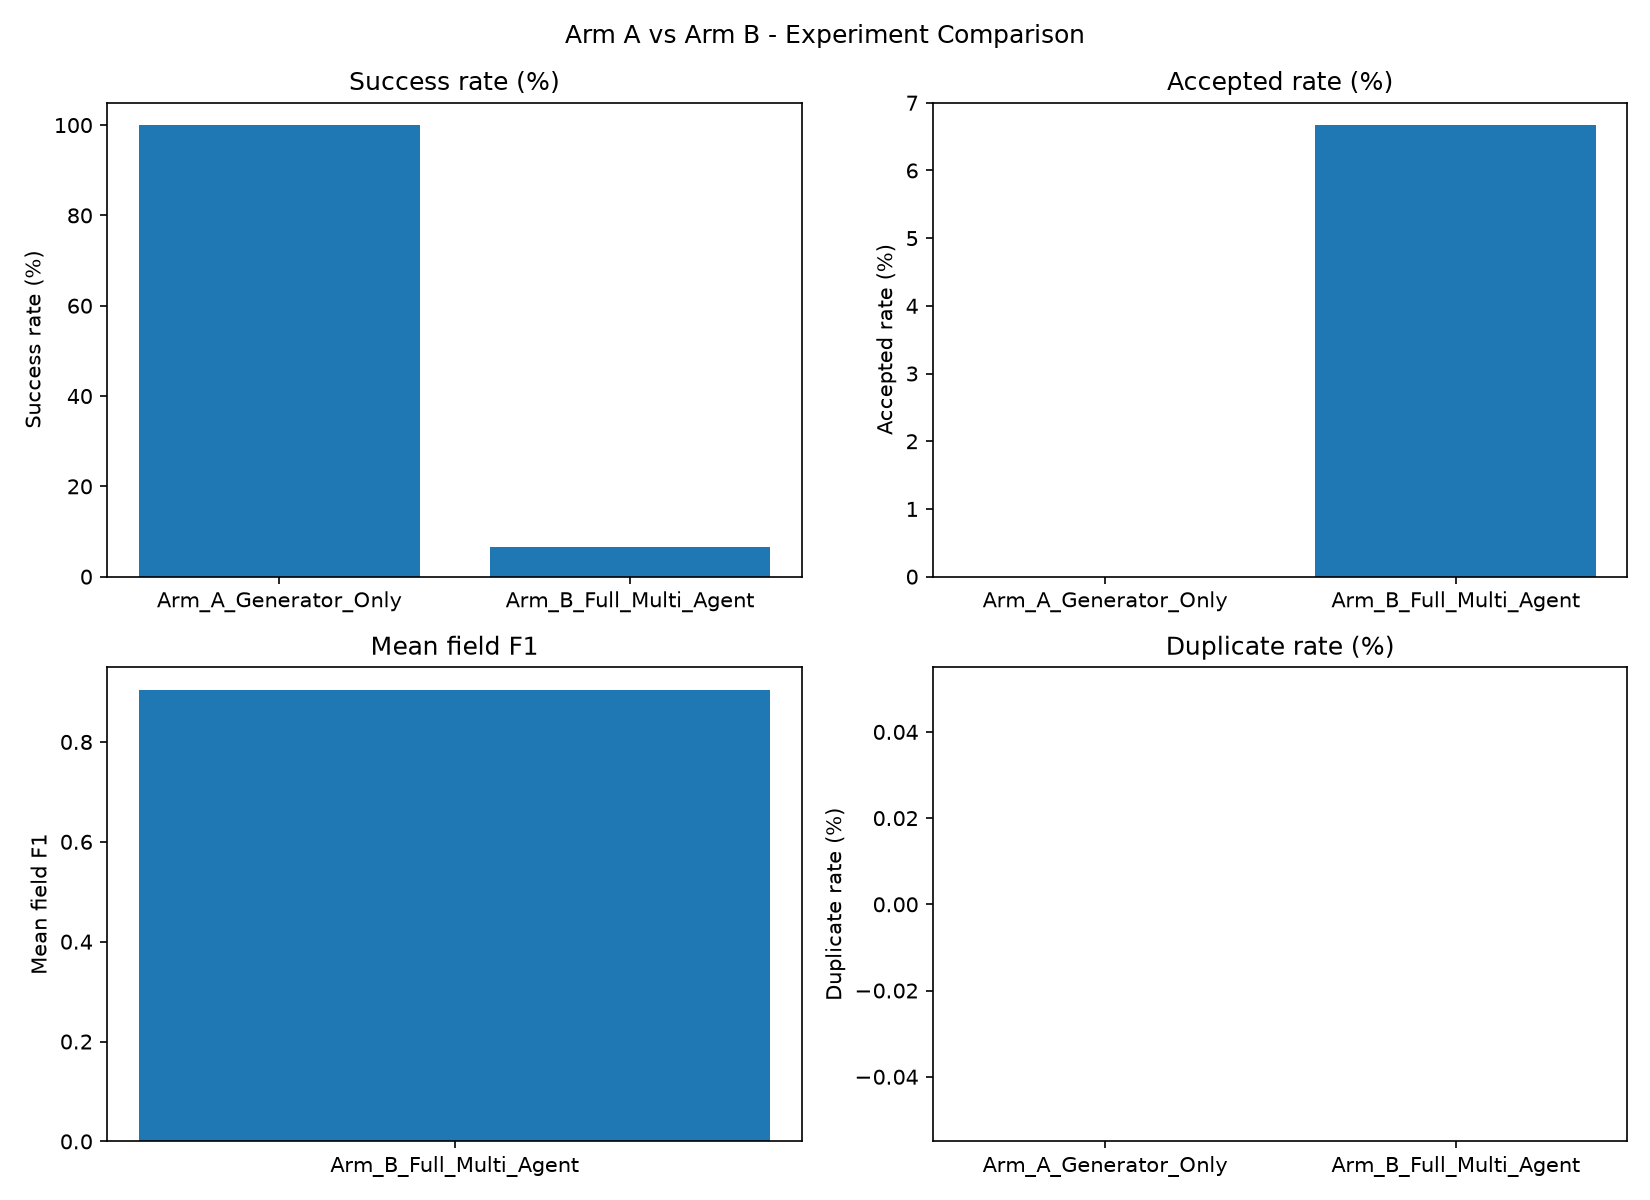 Arm A vs Arm B - Experiment Comparison
Success rate (%)
Success rate (%)
100
80
60
40
20
0
Arm_A_Generator_Only
Arm_B_Full_Multi_Agent
Accepted rate (%)
Accepted rate (%)
7
6
5
4
3
2
1
0
Arm_A_Generator_Only
Arm_B_Full_Multi_Agent
Mean field F1
Mean field F1
0.8
0.6
0.4
0.2
0.0
Arm_B_Full_Multi_Agent
Duplicate rate (%)
Duplicate rate (%)
0.04
0.02
0.00
−0.02
−0.04
Arm_A_Generator_Only
Arm_B_Full_Multi_Agent